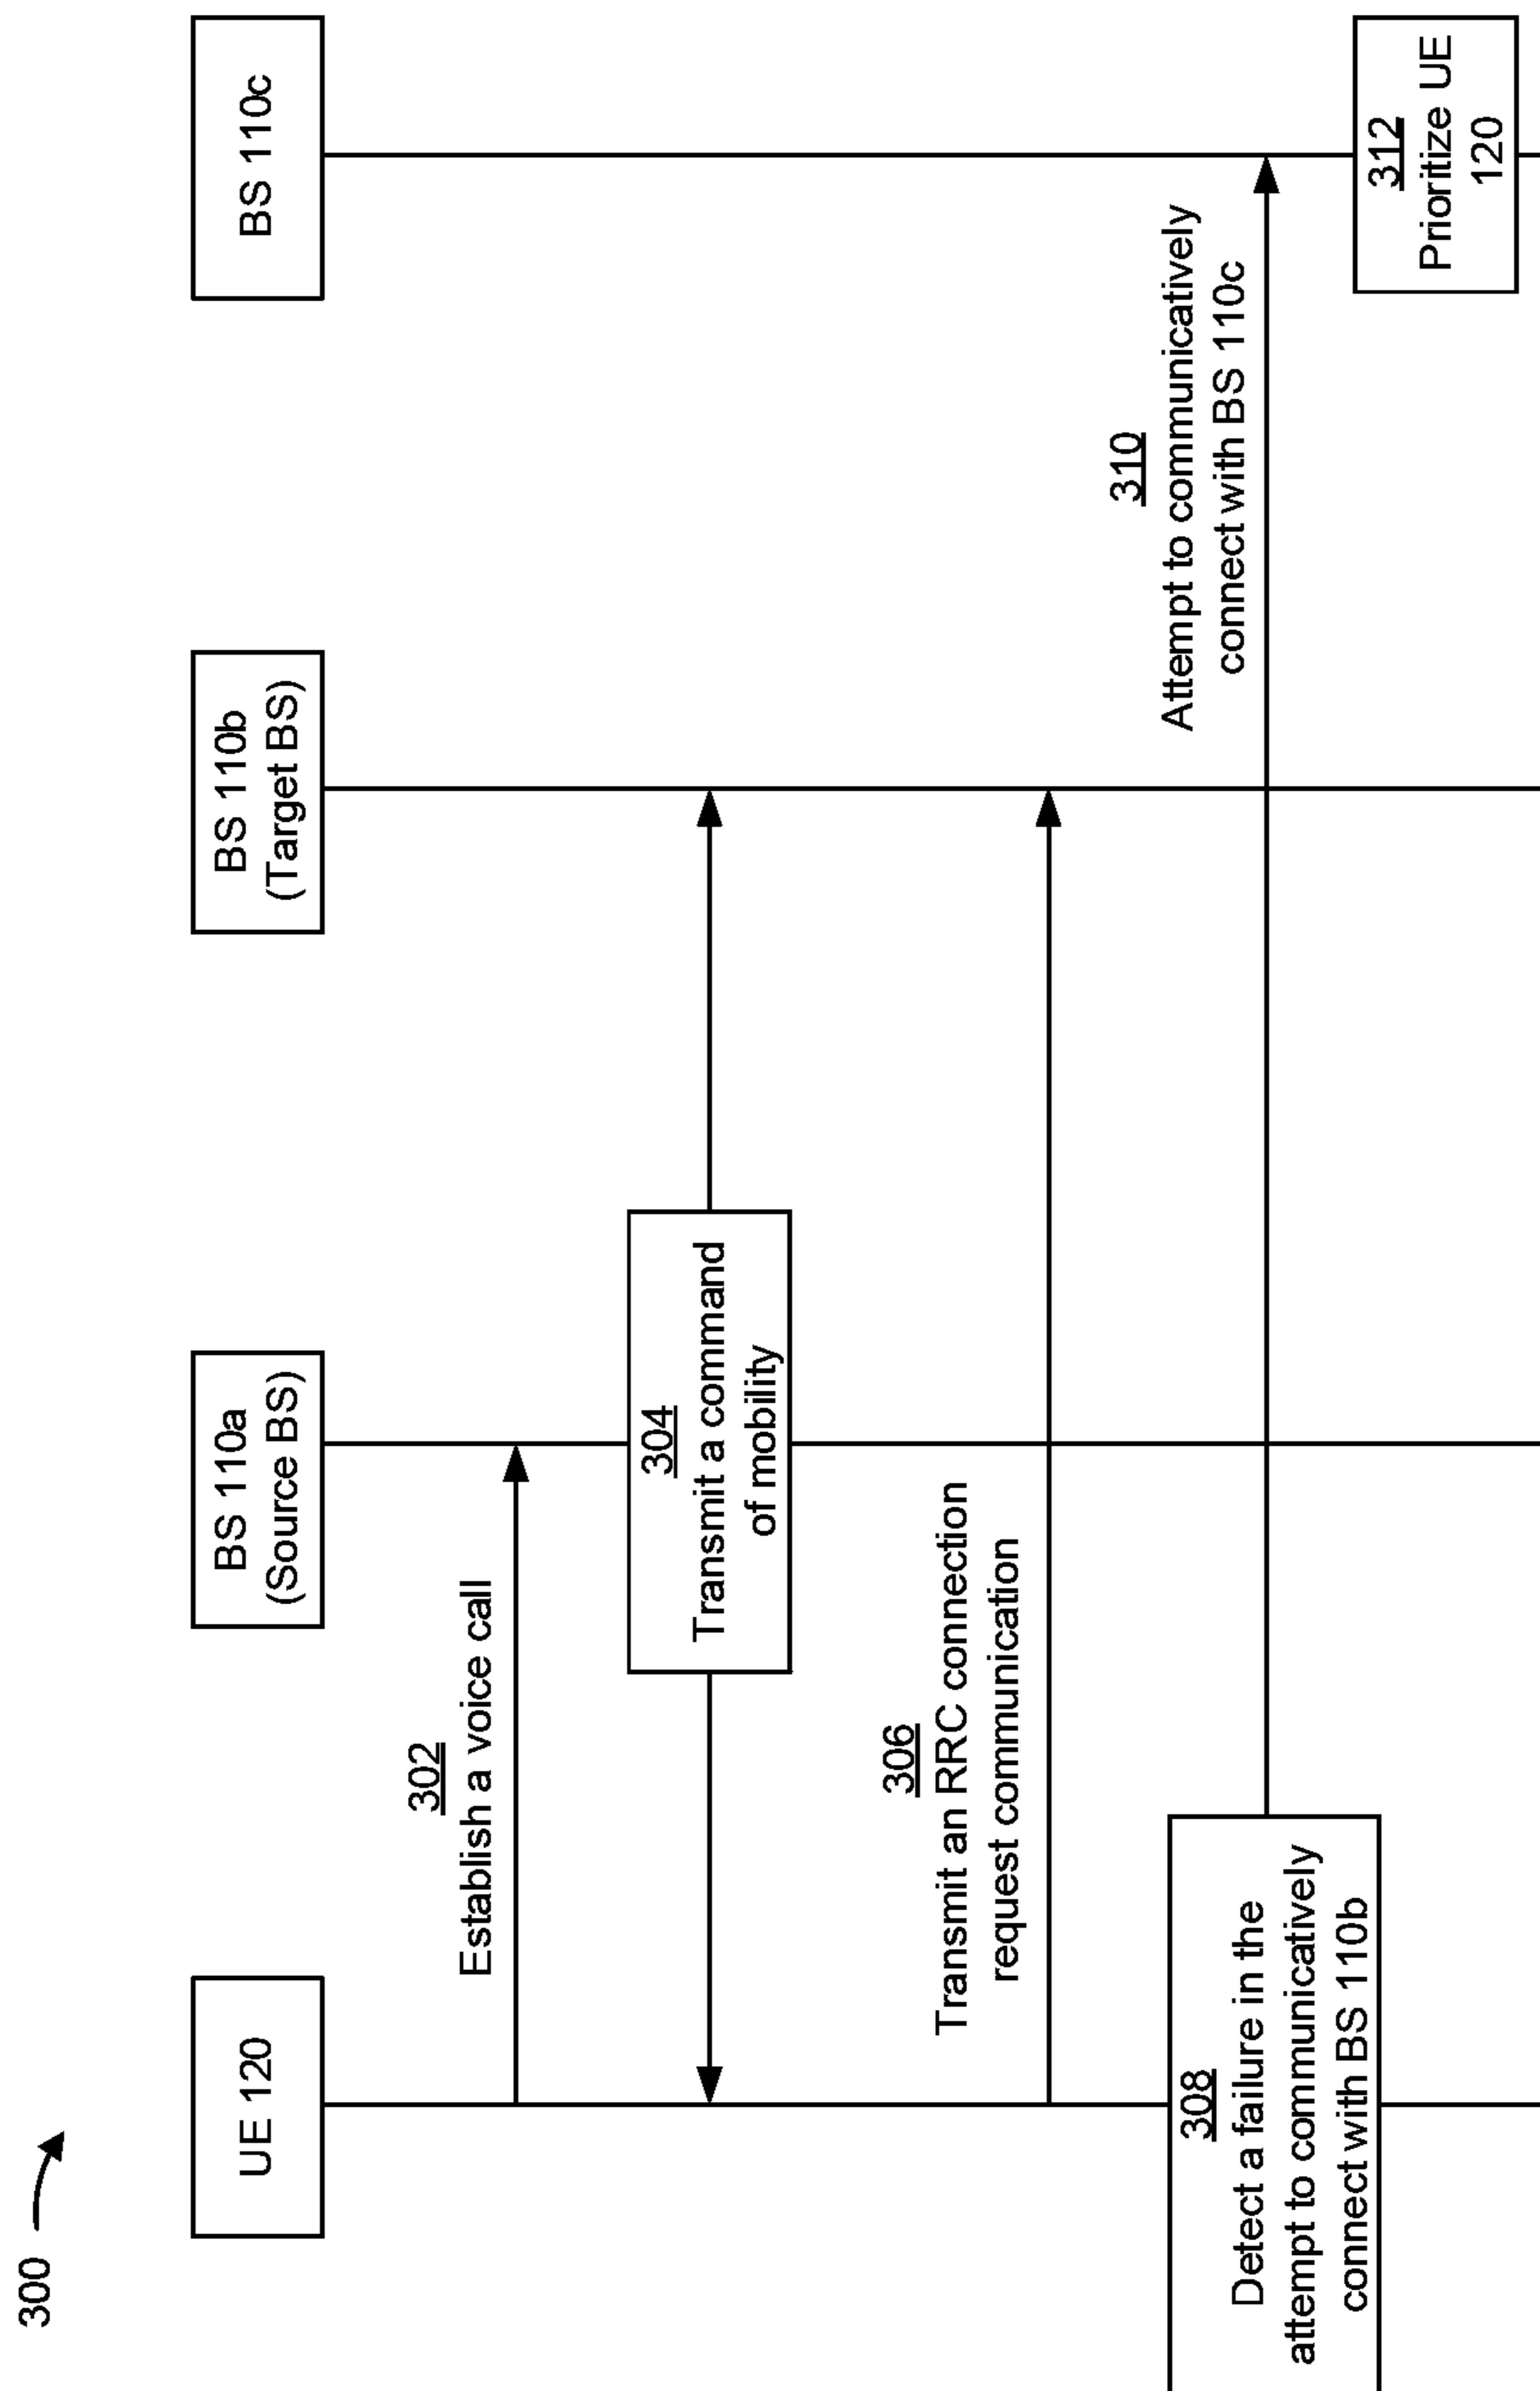 300
UE 120
BS 110a
(Source BS)
BS 110b
(Target BS)
BS 110c
302
Establish a voice call
304
Transmit a command
of mobility
306
Transmit an RRC connection
request communication
308
Detect a failure in the
attempt to communicatively
connect with BS 110b
310
Attempt to communicatively
connect with BS 110c
312
Prioritize UE
120